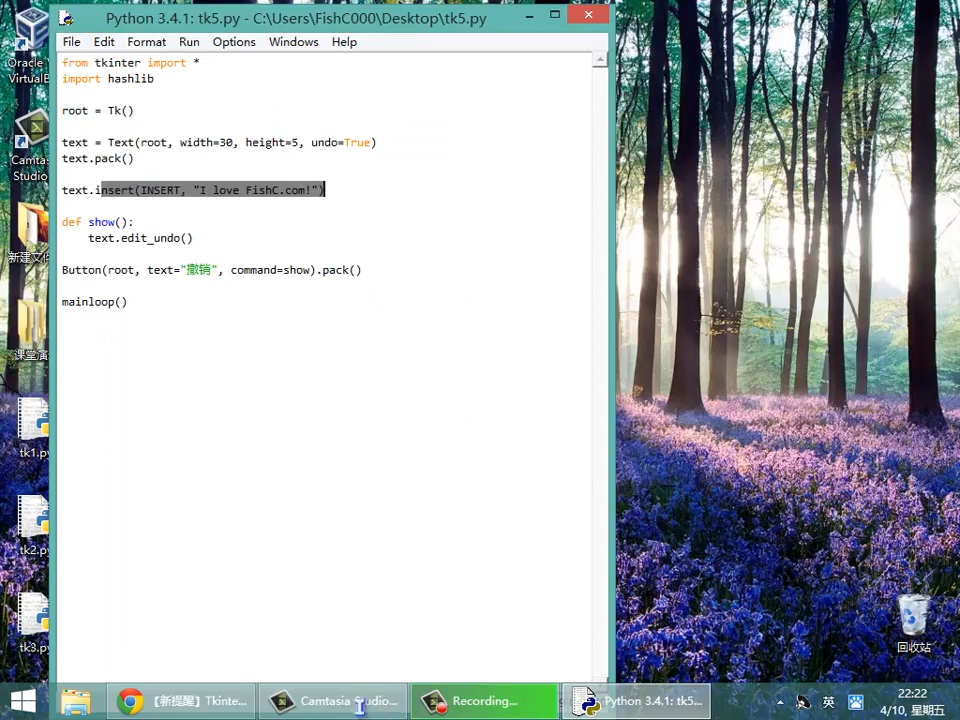 Python 3.4.1: tk5.py - C:\Users\FishC000\Desktop\tk5.py
File Edit Format Run Options Windows Help
from tkinter import *
import hashlib
root = Tk()
text = Text(root, width=30, height=5, undo=True)
text.pack()
text.insert(INSERT, "I love FishC.com!")
def show():
    text.edit_undo()
Button(root, text="撤销", command=show).pack()
mainloop()
Oracle
VirtualB
Camtas
Studio
新建文件
课堂演
tk1.py
tk2.py
tk3.py
回收站
【新提醒】Tkinte...
Camtasia Studio...
Recording...
Python 3.4.1: tk5...
英
22:22
4/10, 星期五